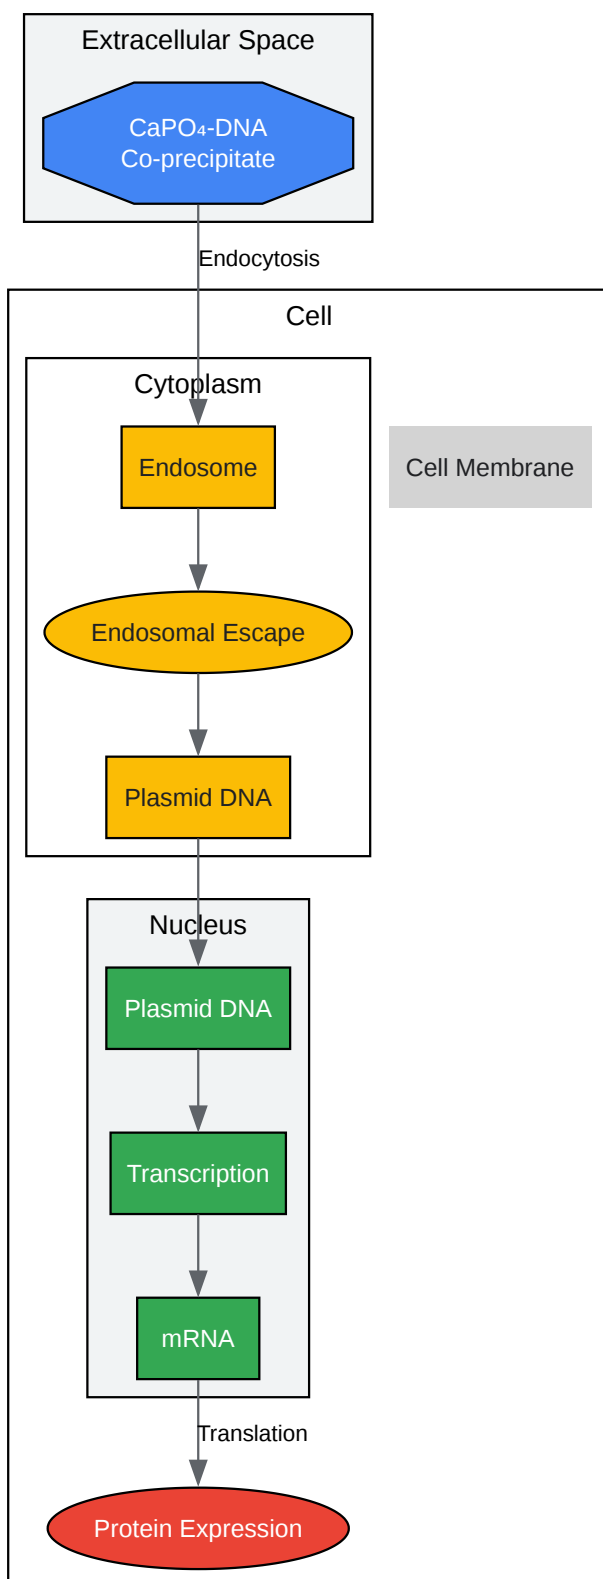 Extracellular Space
CaPO₄-DNA
Co-precipitate
Endocytosis
Cell
Cytoplasm
Endosome
Cell Membrane
Endosomal Escape
Plasmid DNA
Nucleus
Plasmid DNA
Transcription
mRNA
Translation
Protein Expression